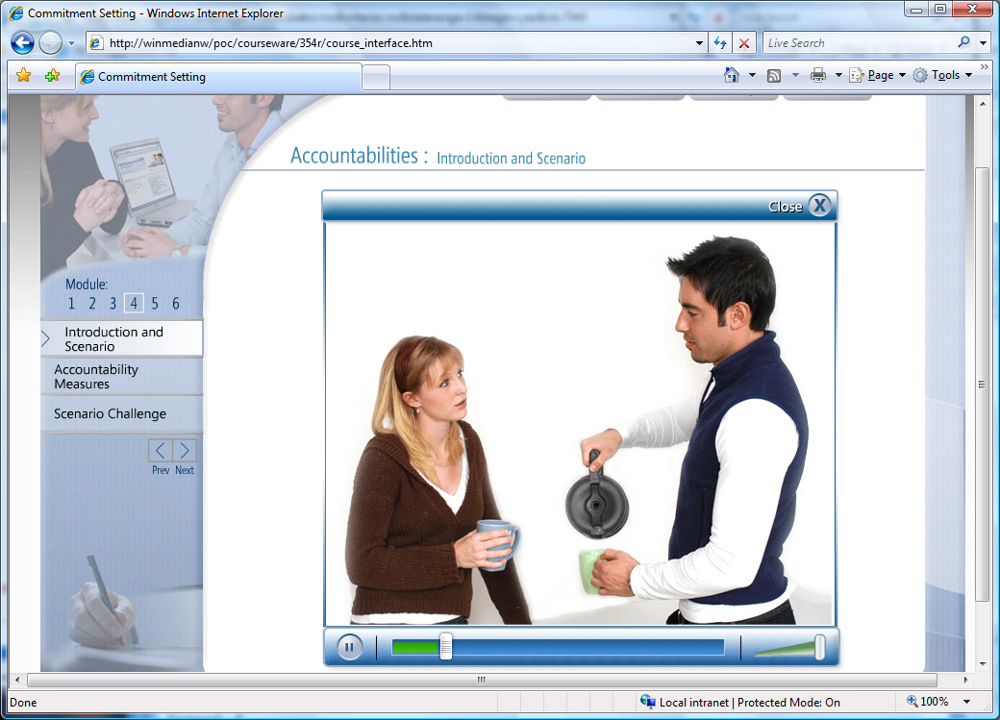 Commitment Setting - Windows Internet Explorer
http://winmedianw/poc/courseware/354r/course_interface.htm
Live Search
Commitment Setting
Page
Tools
Accountabilities : Introduction and Scenario
Close X
Module:
1 2 3 4 5 6
Introduction and
Scenario
Accountability
Measures
Scenario Challenge
Prev Next
Done
Local intranet | Protected Mode: On
100%